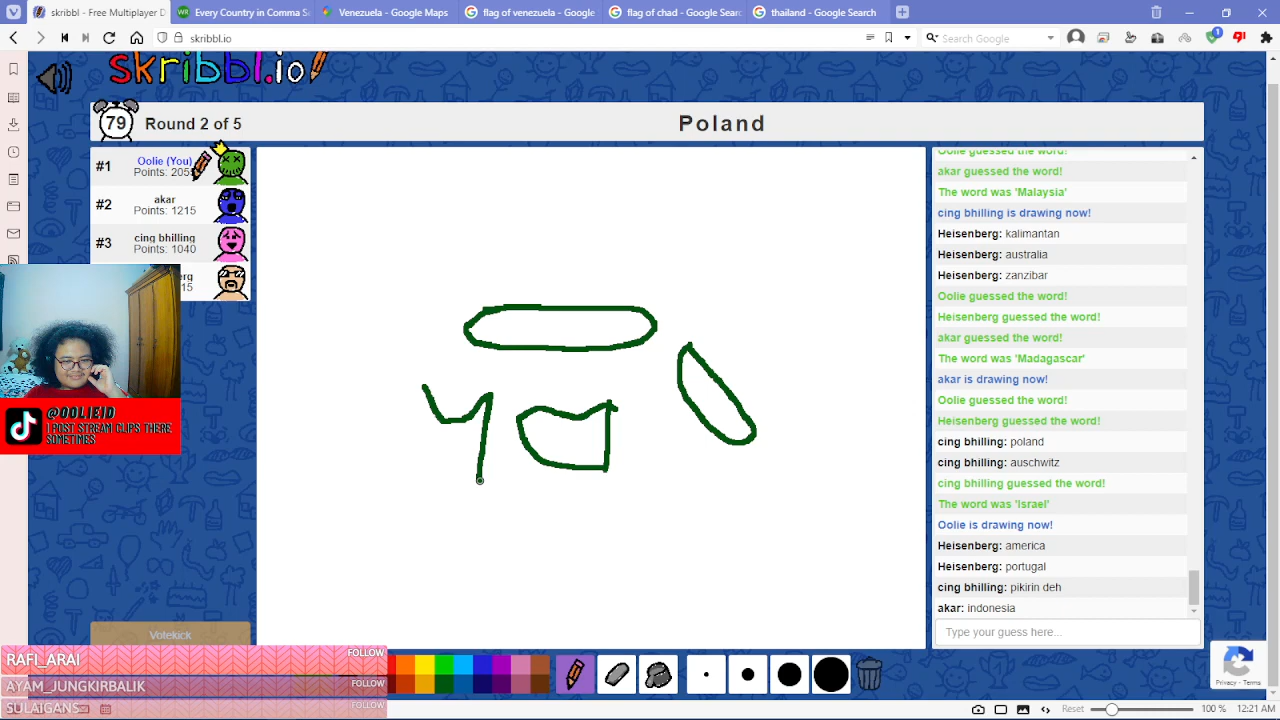 skribbl - Free Multiplayer D
Every Country in Comma S
Venezuela - Google Maps
flag of venezuela - Google
flag of chad - Google Searc
thailand - Google Search
skribbl.io
Search Google
1
skribbl.io
79
Round 2 of 5
Poland
#1
Oolie (You)
Points: 2055
#2
akar
Points: 1215
#3
cing bhilling
Points: 1040
Oolie guessed the word!
akar guessed the word!
The word was 'Malaysia'
cing bhilling is drawing now!
Heisenberg: kalimantan
Heisenberg: australia
Heisenberg: zanzibar
Oolie guessed the word!
Heisenberg guessed the word!
akar guessed the word!
The word was 'Madagascar'
akar is drawing now!
Oolie guessed the word!
Heisenberg guessed the word!
cing bhilling: poland
cing bhilling: auschwitz
cing bhilling guessed the word!
The word was 'Israel'
Oolie is drawing now!
Heisenberg: america
Heisenberg: portugal
cing bhilling: pikirin deh
akar: indonesia
Type your guess here...
@OOLIEID
I POST STREAM CLIPS THERE
SOMETIMES
Votekick
RAFI_ARAI
FOLLOW
AYAM_JUNGKIRBALIK
FOLLOW
SULAIGANS
FOLLOW
Privacy - Terms
Reset
100 %
12:21 AM